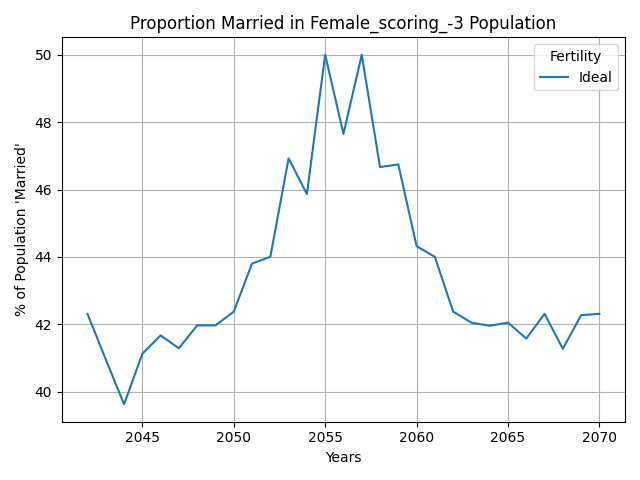 Proportion Married in Female_scoring_-3 Population
Fertility
Ideal
% of Population 'Married'
50
48
46
44
42
40
2045
2050
2055
2060
2065
2070
Years